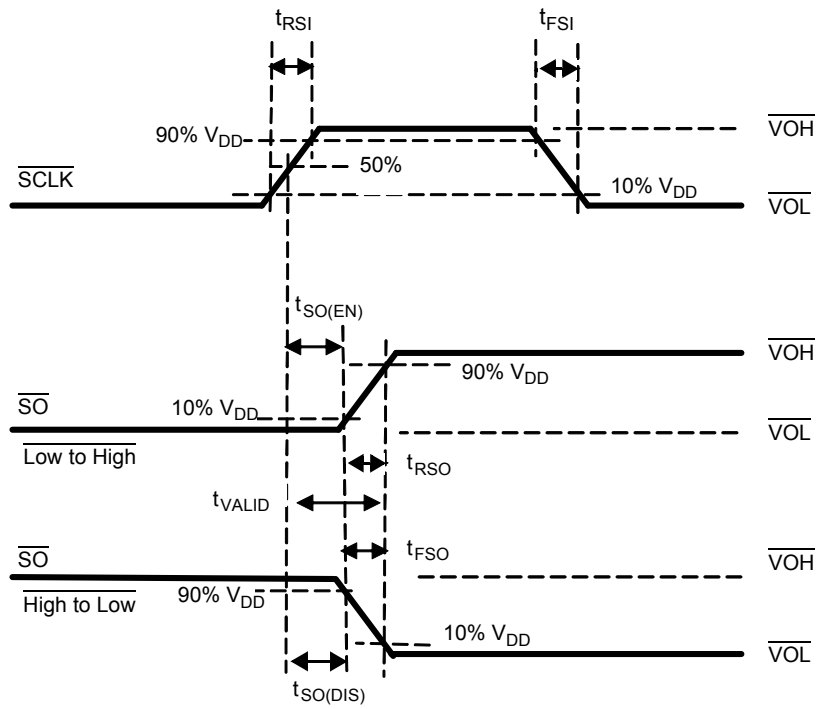 tRSI
tFSI
90% VDD
VOH
50%
SCLK
10% VDD
VOL
tSO(EN)
VOH
90% VDD
10% VDD
SO
VOL
Low to High
tRSO
tVALID
tFSO
SO
VOH
90% VDD
High to Low
10% VDD
VOL
tSO(DIS)